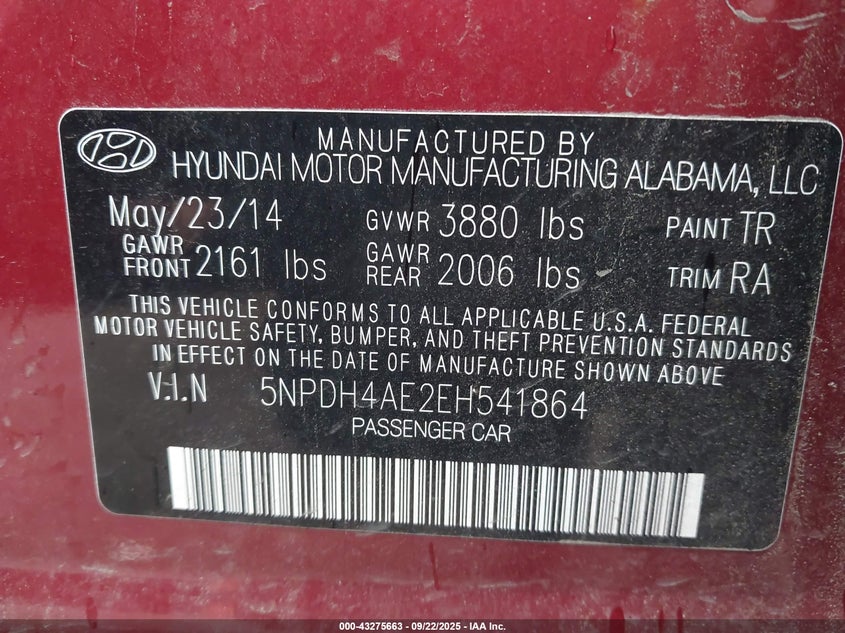 MANUFACTURED BY
HYUNDAI MOTOR MANUFACTURING ALABAMA, LLC
May/23/14 GVWR 3880 lbs PAINT TR
GAWR FRONT 2161 lbs GAWR REAR 2006 lbs TRIM RA
THIS VEHICLE CONFORMS TO ALL APPLICABLE U.S.A. FEDERAL
MOTOR VEHICLE SAFETY, BUMPER, AND THEFT PREVENTION STANDARDS
IN EFFECT ON THE DATE OF MANUFACTURE SHOWN ABOVE
V.I.N 5NPDH4AE2EH541864
PASSENGER CAR
000-43275663 - 09/22/2025 - IAA Inc.